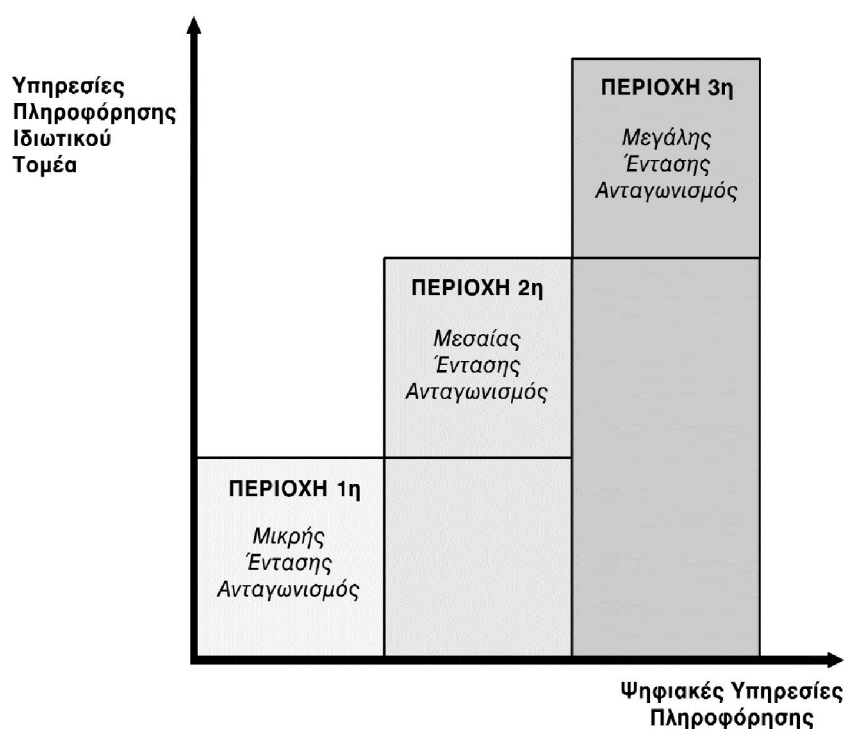 Υπηρεσίες
Πληροφόρησης
Ιδιωτικού
Τομέα
ΠΕΡΙΟΧΗ 3η
Μεγάλης
Έντασης
Ανταγωνισμός
ΠΕΡΙΟΧΗ 2η
Μεσαίας
Έντασης
Ανταγωνισμός
ΠΕΡΙΟΧΗ 1η
Μικρής
Έντασης
Ανταγωνισμός
Ψηφιακές Υπηρεσίες
Πληροφόρησης